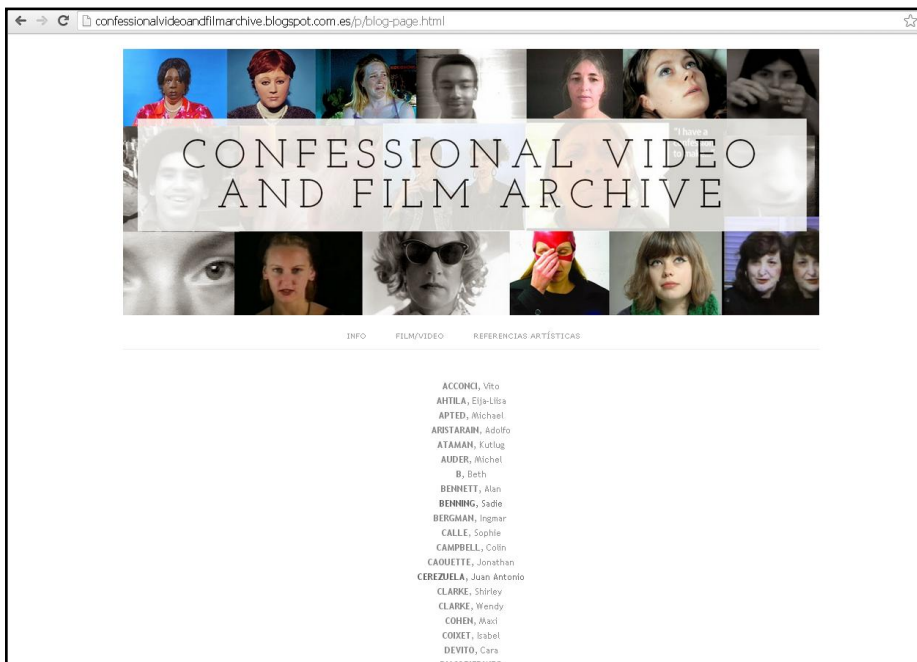 confessionalvideoandfilmarchive.blogspot.com.es/p/blog-page.html
"I have a
CONFESSIONAL VIDEO
AND FILM ARCHIVE
INFO FILM/VIDEO REFERENCIAS ARTÍSTICAS
ACCONCI, Vito
AHTILA, Eija-Liisa
APTED, Michael
ARISTARAIN, Adolfo
ATAMAN, Kutlug
AUDER, Michel
B, Beth
BENNETT, Alan
BENNING, Sadie
BERGMAN, Ingmar
CALLE, Sophie
CAMPBELL, Colin
CAOUETTE, Jonathan
CEREZUELA, Juan Antonio
CLARKE, Shirley
CLARKE, Wendy
COHEN, Maxi
COIXET, Isabel
DEVITO, Cara